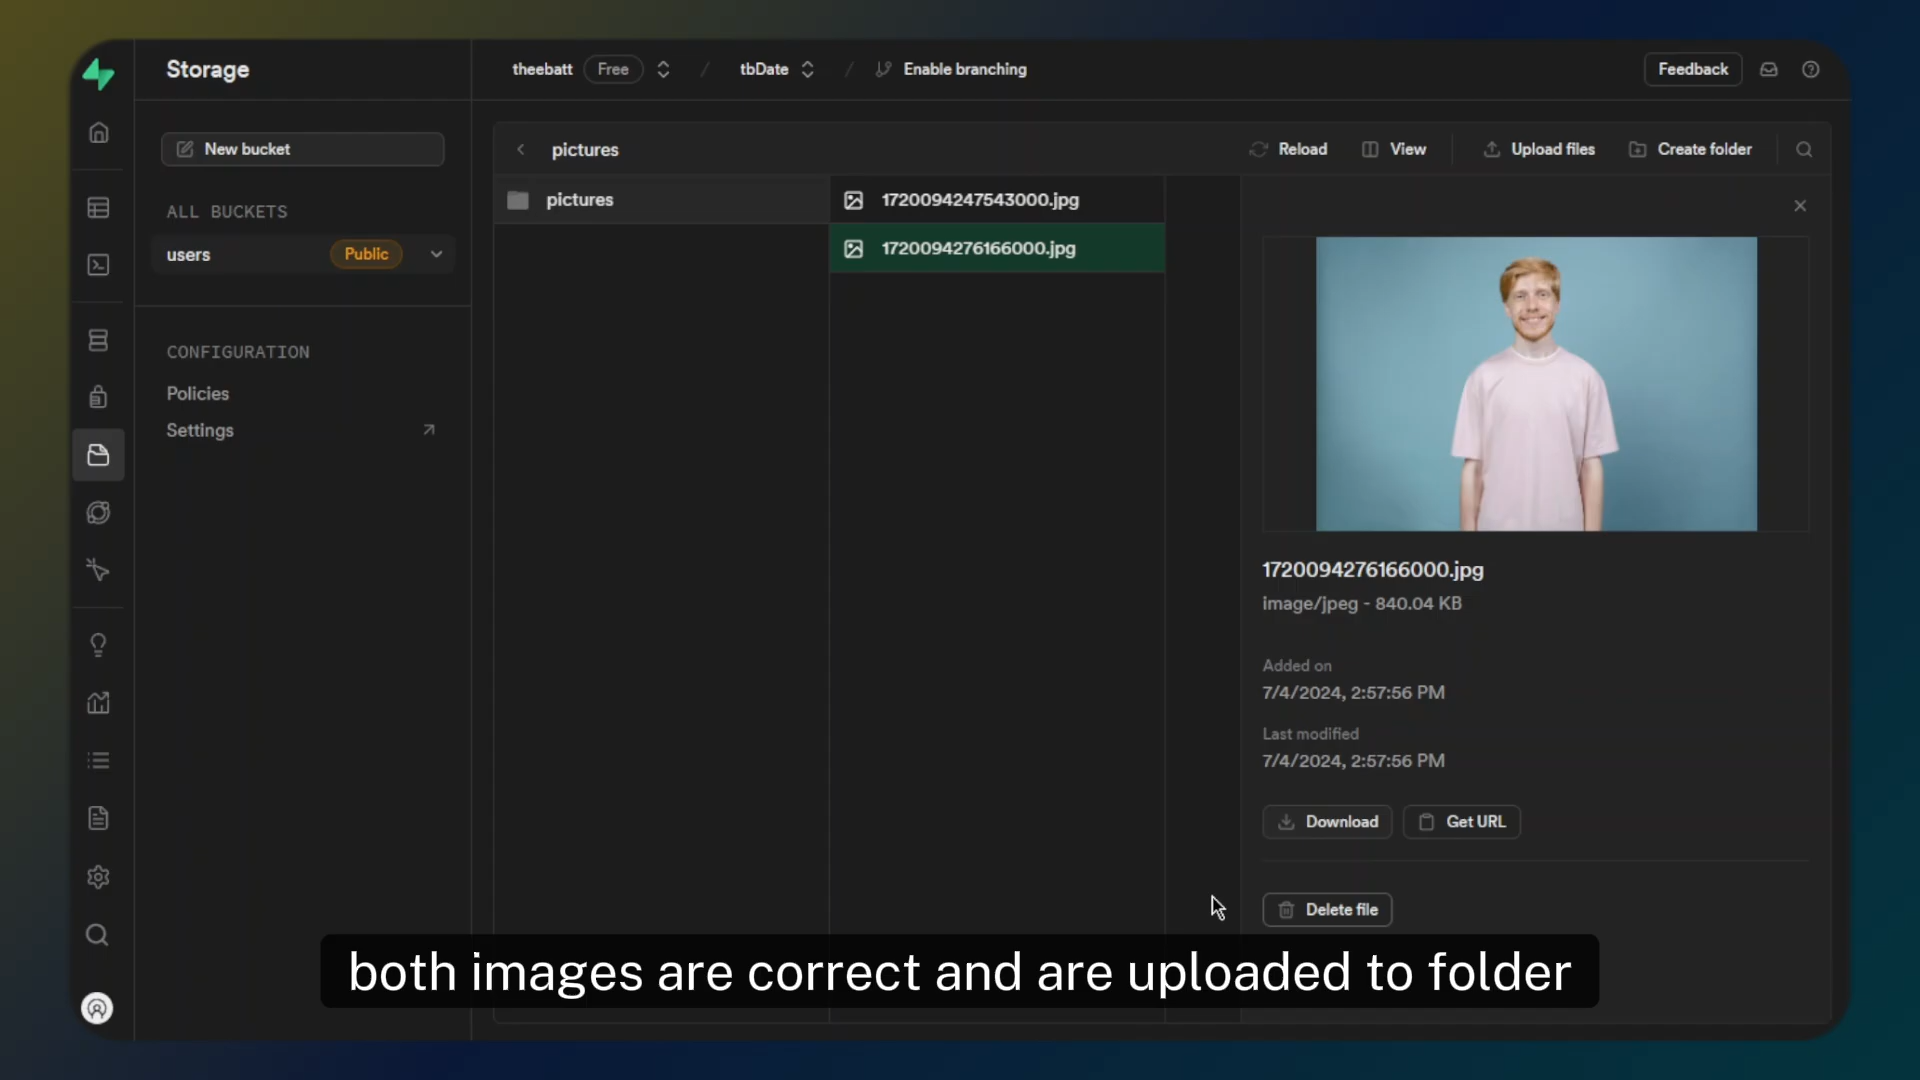 Storage
theebatt
Free
/
tbDate
/
Enable branching
Feedback
New bucket
ALL BUCKETS
users
Public
CONFIGURATION
Policies
Settings
pictures
Reload
View
Upload files
Create folder
pictures
1720094247543000.jpg
1720094276166000.jpg
1720094276166000.jpg
image/jpeg - 840.04 KB
Added on
7/4/2024, 2:57:56 PM
Last modified
7/4/2024, 2:57:56 PM
Download
Get URL
Delete file
both images are correct and are uploaded to folder